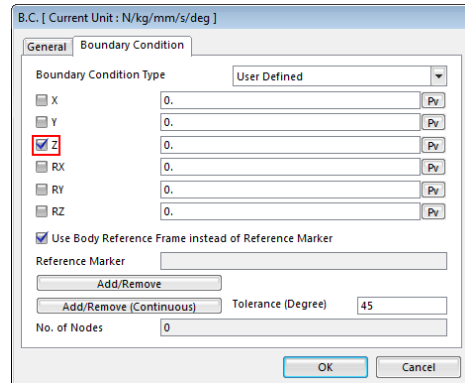 B.C. [ Current Unit : N/kg/mm/s/deg ]
General Boundary Condition
Boundary Condition Type User Defined
X 0. Pv
Y 0. Pv
Z 0. Pv
RX 0. Pv
RY 0. Pv
RZ 0. Pv
Use Body Reference Frame instead of Reference Marker
Reference Marker
Add/Remove
Add/Remove (Continuous) Tolerance (Degree) 45
No. of Nodes 0
OK Cancel